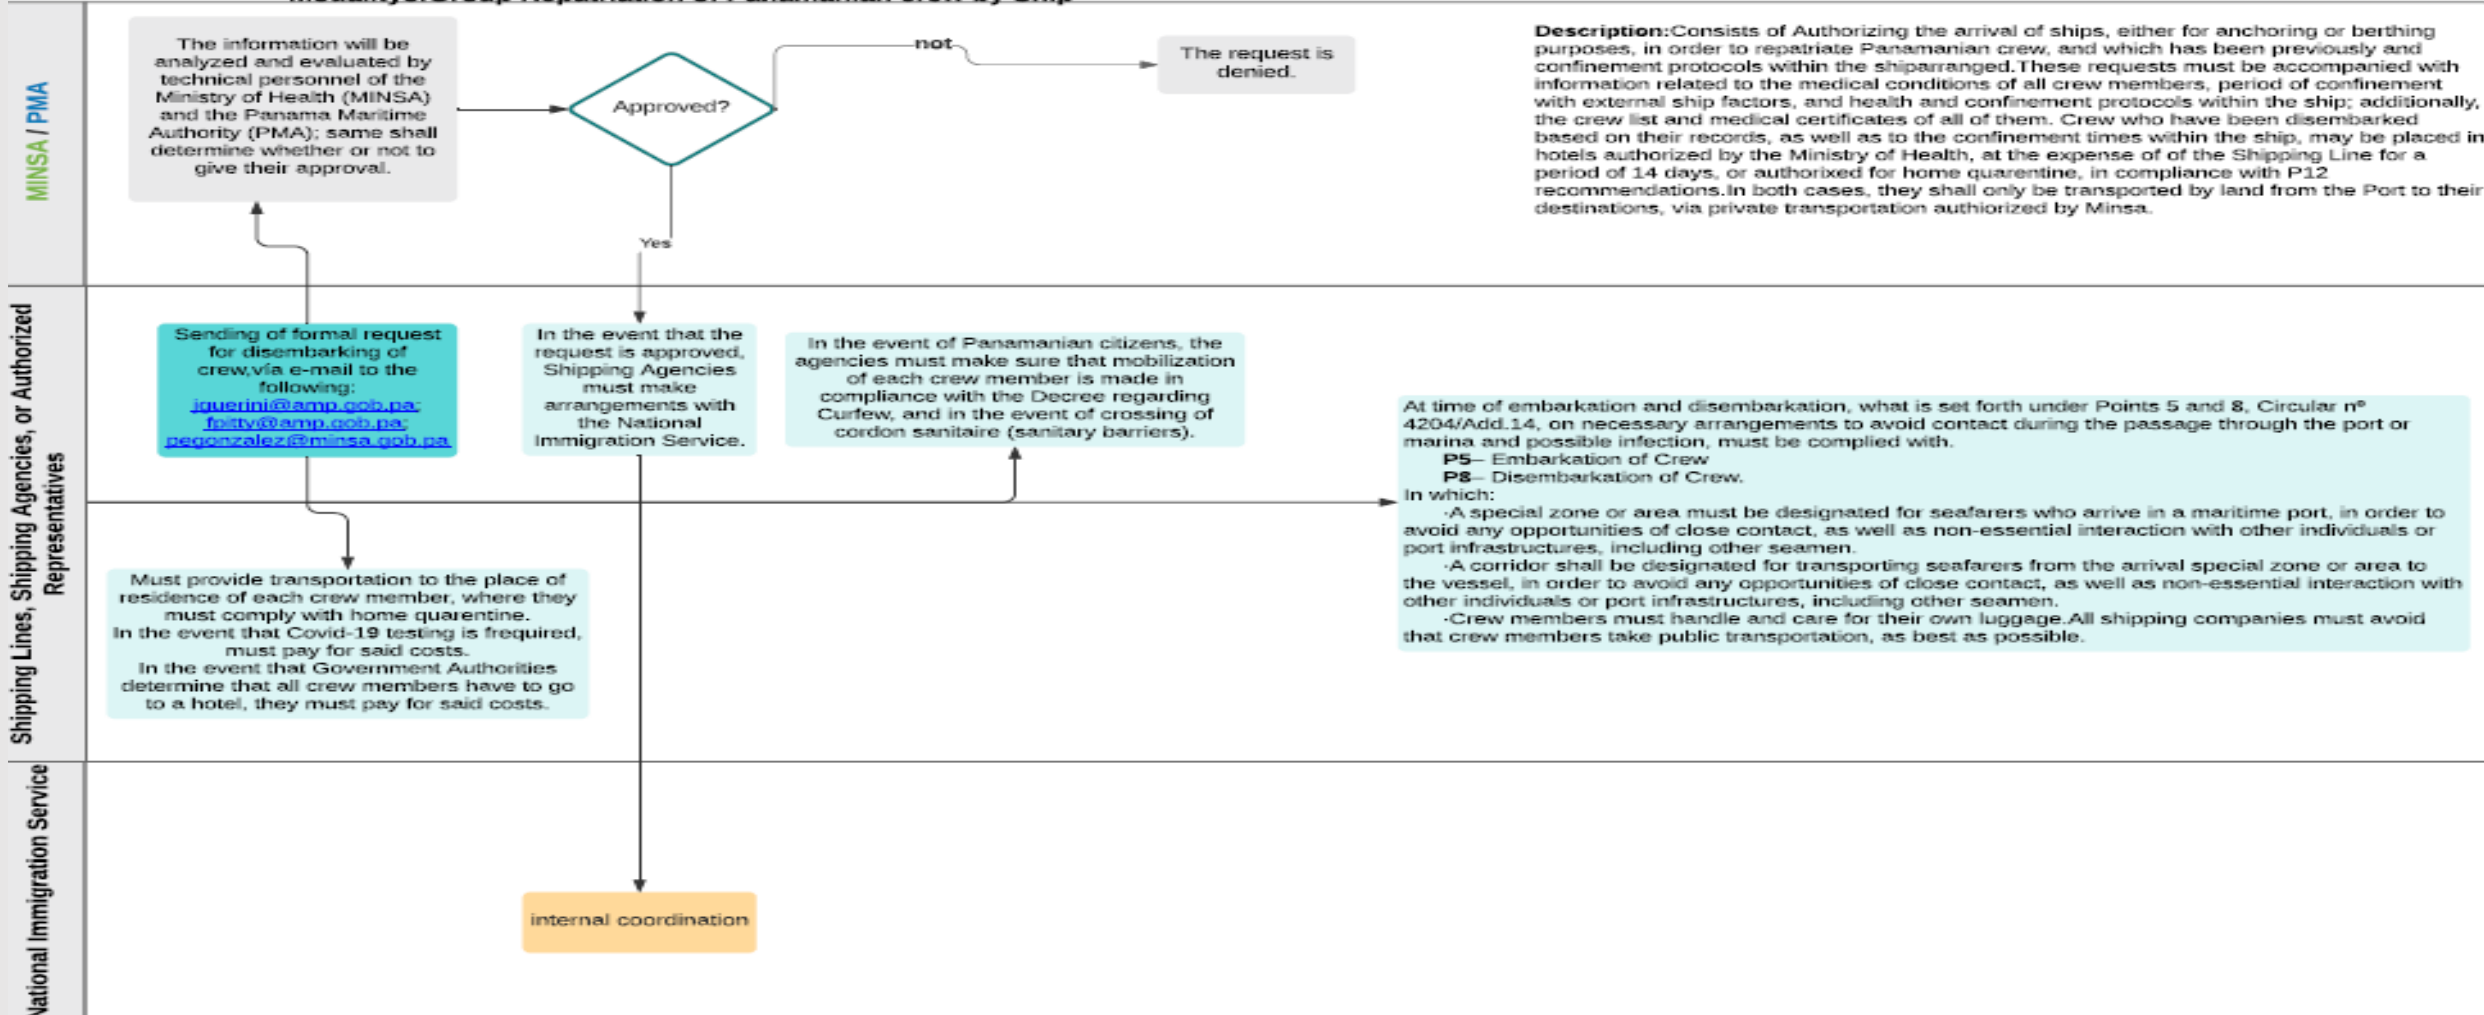 The information will be
analyzed and evaluated by
technical personnel of the
Ministry of Health (MINSA)
and the Panama Maritime
Authority (PMA); same shall
determine whether or not to
give their approval.
Approved?
not
The request is
denied.
Description:Consists of Authorizing the arrival of ships, either for anchoring or berthing
purposes, in order to repatriate Panamanian crew, and which has been previously and
confinement protocols within the shiparranged.These requests must be accompanied with
information related to the medical conditions of all crew members, period of confinement
with external ship factors, and health and confinement protocols within the ship; additionally,
the crew list and medical certificates of all of them. Crew who have been disembarked
based on their records, as well as to the confinement times within the ship, may be placed in
hotels authorized by the Ministry of Health, at the expense of of the Shipping Line for a
period of 14 days, or authorixed for home quarentine, in compliance with P12
recommendations.In both cases, they shall only be transported by land from the Port to their
destinations, via private transportation authiorized by Minsa.
MINSA / PMA
Yes
Shipping Lines, Shipping Agencies, or Authorized
Representatives
Sending of formal request
for disembarking of
crew,vía e-mail to the
following:
jguerini@amp.gob.pa;
fpitty@amp.gob.pa;
pegonzalez@minsa.gob.pa
In the event that the
request is approved,
Shipping Agencies
must make
arrangements with
the National
Immigration Service.
In the event of Panamanian citizens, the
agencies must make sure that mobilization
of each crew member is made in
compliance with the Decree regarding
Curfew, and in the event of crossing of
cordon sanitaire (sanitary barriers).
At time of embarkation and disembarkation, what is set forth under Points 5 and 8, Circular nº
4204/Add.14, on necessary arrangements to avoid contact during the passage through the port or
marina and possible infection, must be complied with.
P5– Embarkation of Crew
P8– Disembarkation of Crew.
In which:
·A special zone or area must be designated for seafarers who arrive in a maritime port, in order to
avoid any opportunities of close contact, as well as non-essential interaction with other individuals or
port infrastructures, including other seamen.
·A corridor shall be designated for transporting seafarers from the arrival special zone or area to
the vessel, in order to avoid any opportunities of close contact, as well as non-essential interaction with
other individuals or port infrastructures, including other seamen.
·Crew members must handle and care for their own luggage.All shipping companies must avoid
that crew members take public transportation, as best as possible.
Must provide transportation to the place of
residence of each crew member, where they
must comply with home quarentine.
In the event that Covid-19 testing is frequired,
must pay for said costs.
In the event that Government Authorities
determine that all crew members have to go
to a hotel, they must pay for said costs.
National Immigration Service
internal coordination